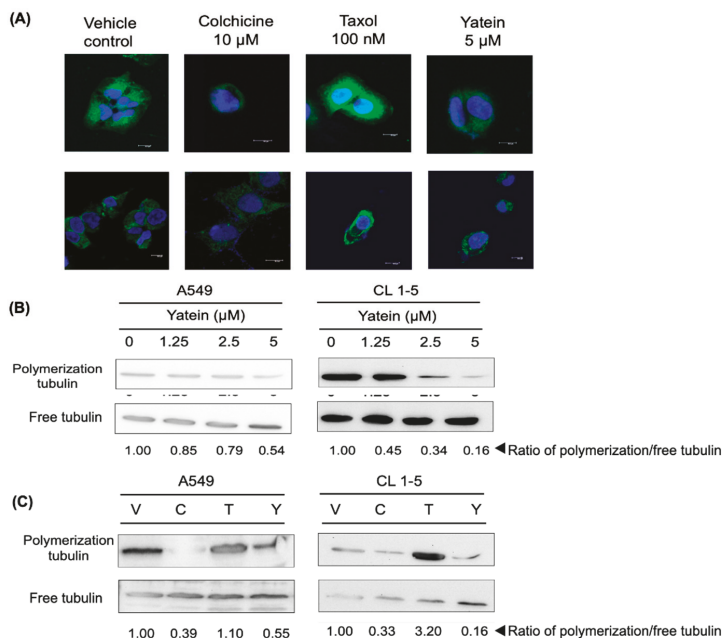 (A)
Vehicle control
Colchicine 10 µM
Taxol 100 nM
Yatein 5 µM
(B)
A549
Yatein (µM)
0 1.25 2.5 5
CL 1-5
Yatein (µM)
0 1.25 2.5 5
Polymerization tubulin
Free tubulin
1.00 0.85 0.79 0.54
1.00 0.45 0.34 0.16 ◄Ratio of polymerization/free tubulin
(C)
A549
V C T Y
CL 1-5
V C T Y
Polymerization tubulin
Free tubulin
1.00 0.39 1.10 0.55
1.00 0.33 3.20 0.16 ◄Ratio of polymerization/free tubulin